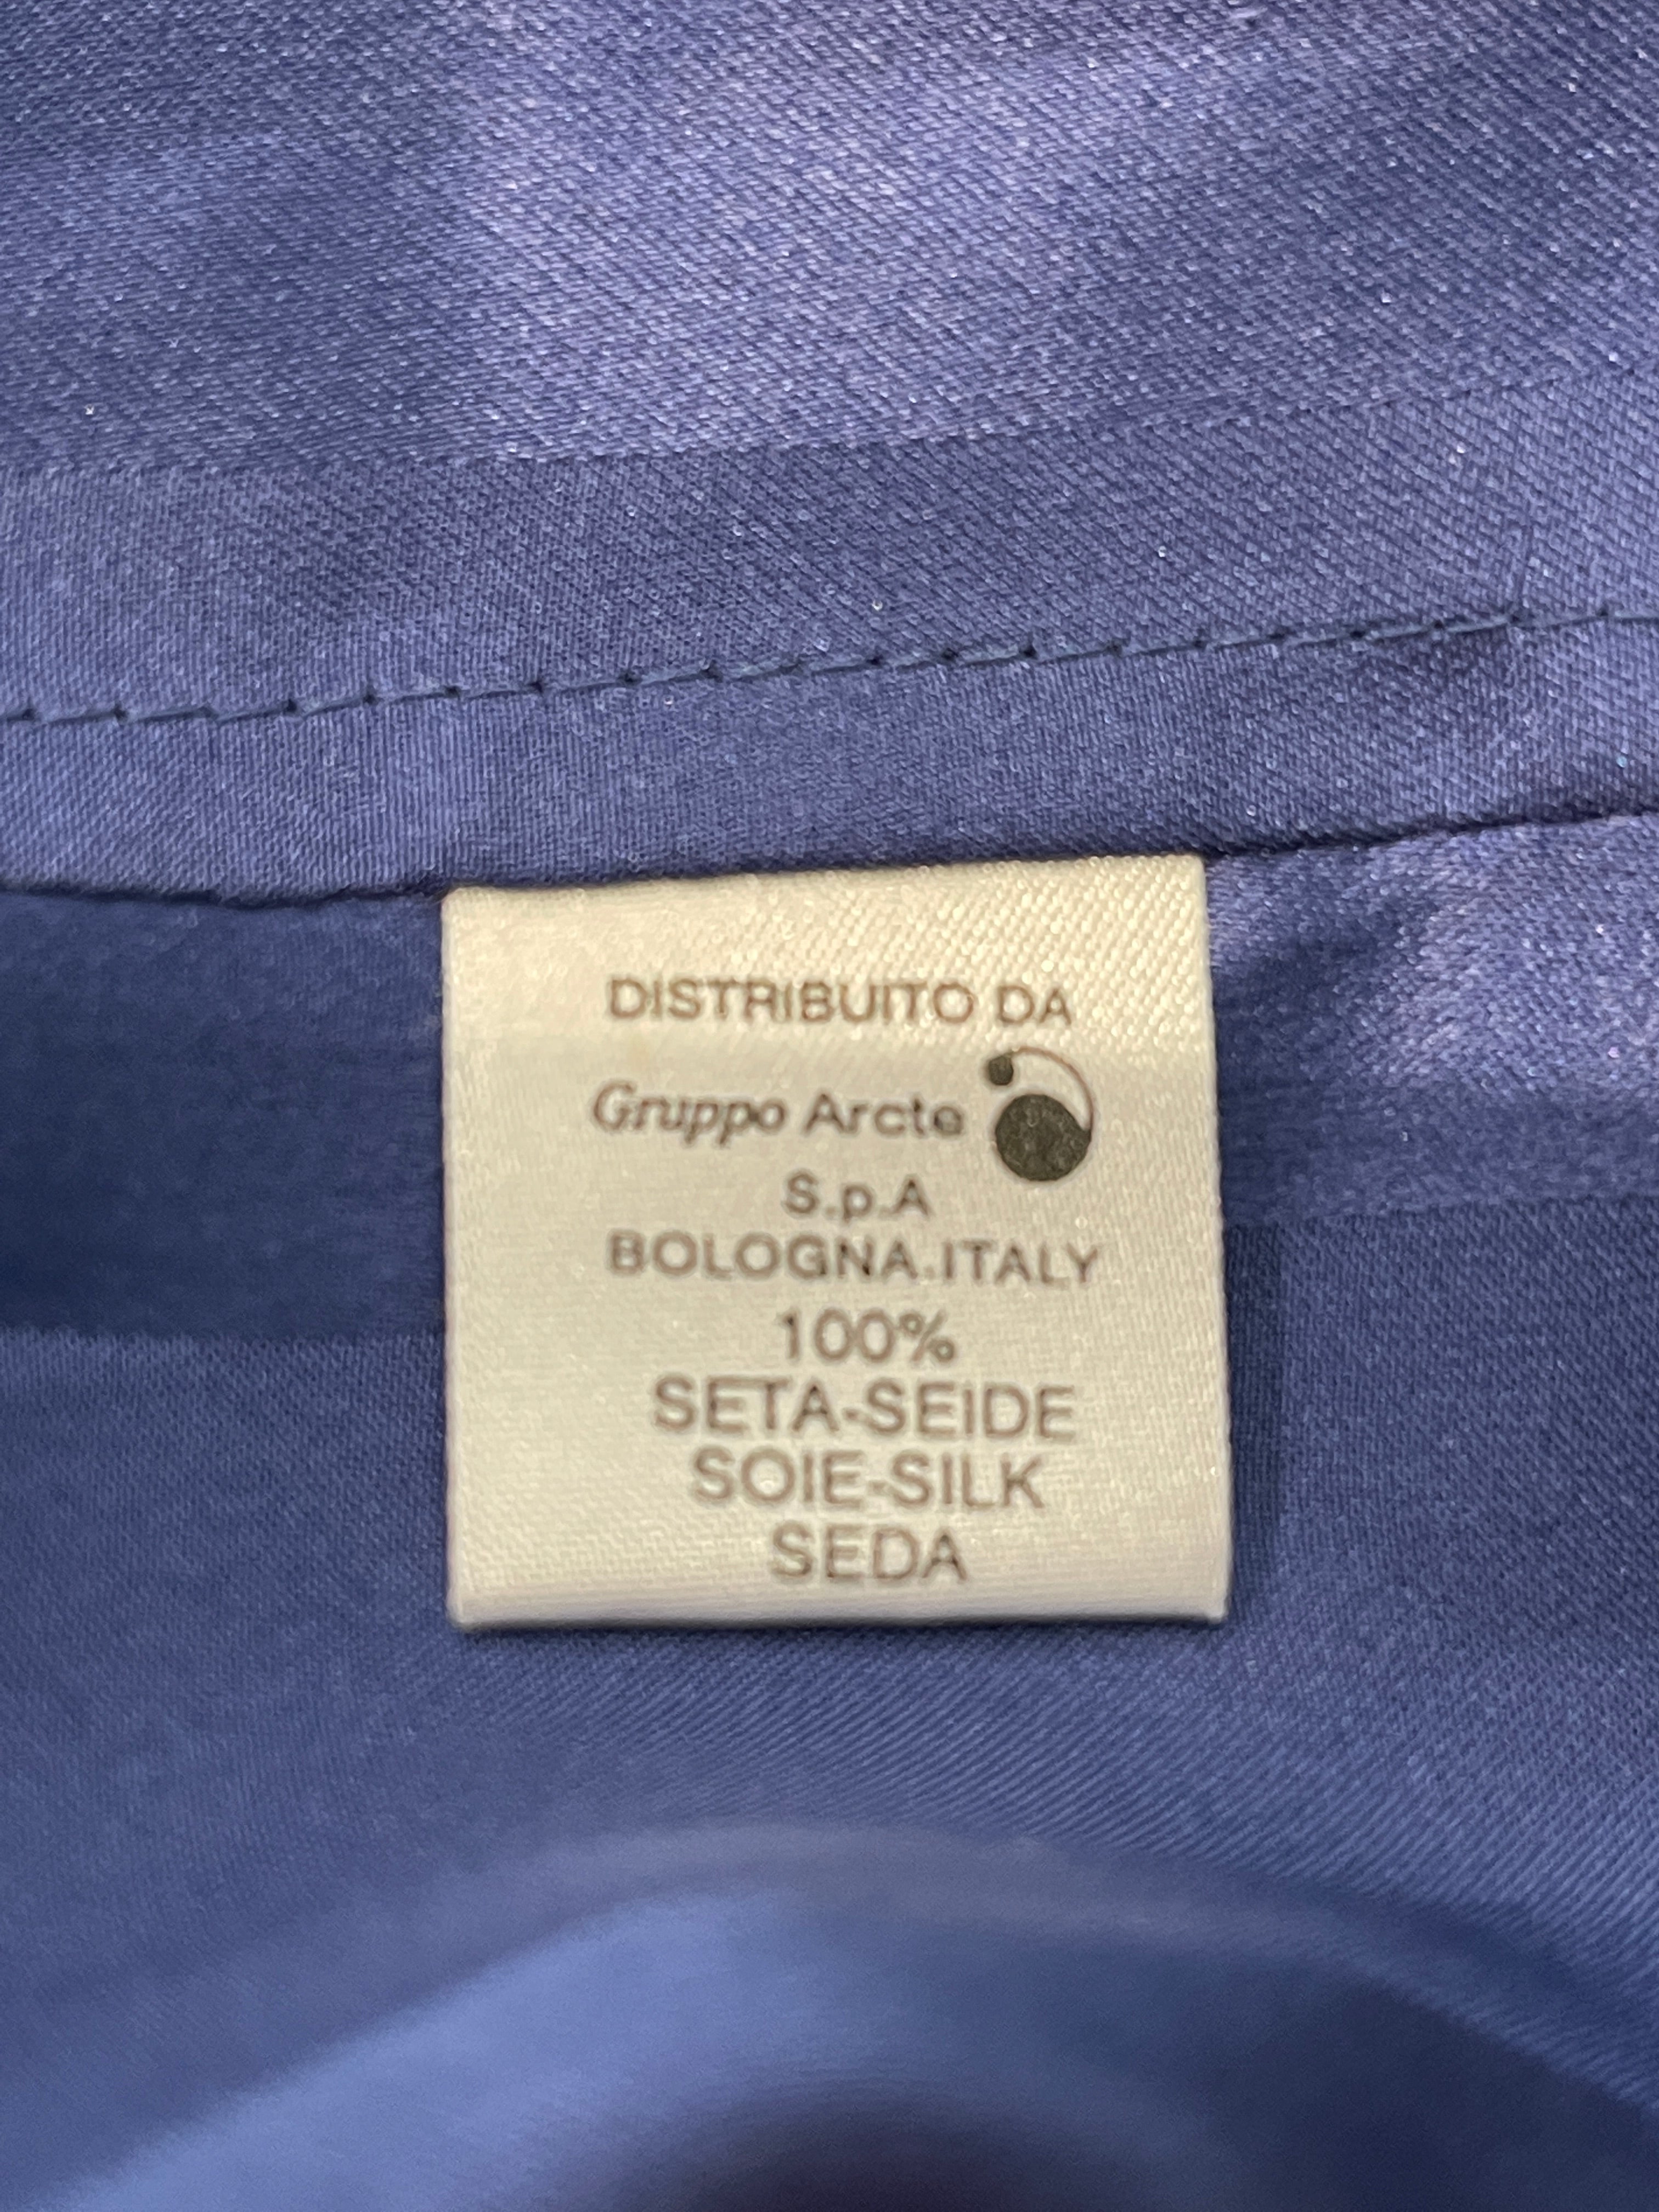 DISTRIBUITO DA
Gruppo Arcte
S.p.A
BOLOGNA.ITALY
100%
SETA-SEIDE
SOIE-SILK
SEDA